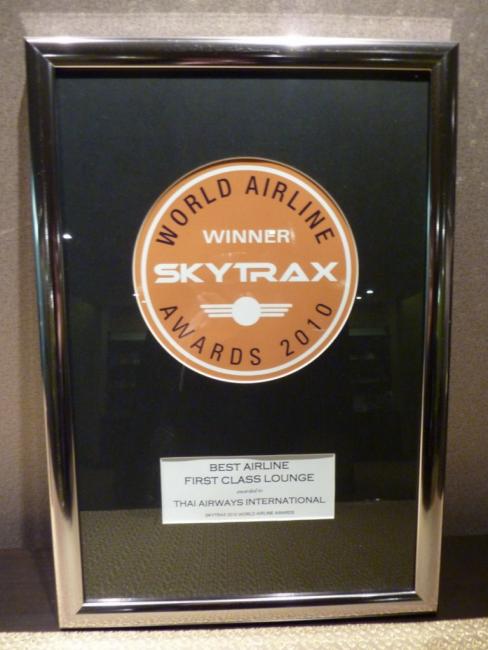 WORLD AIRLINE
WINNER
SKYTRAX
AWARDS 2010
BEST AIRLINE
FIRST CLASS LOUNGE
awarded to
THAI AIRWAYS INTERNATIONAL
SKYTRAX 2010 WORLD AIRLINE AWARDS